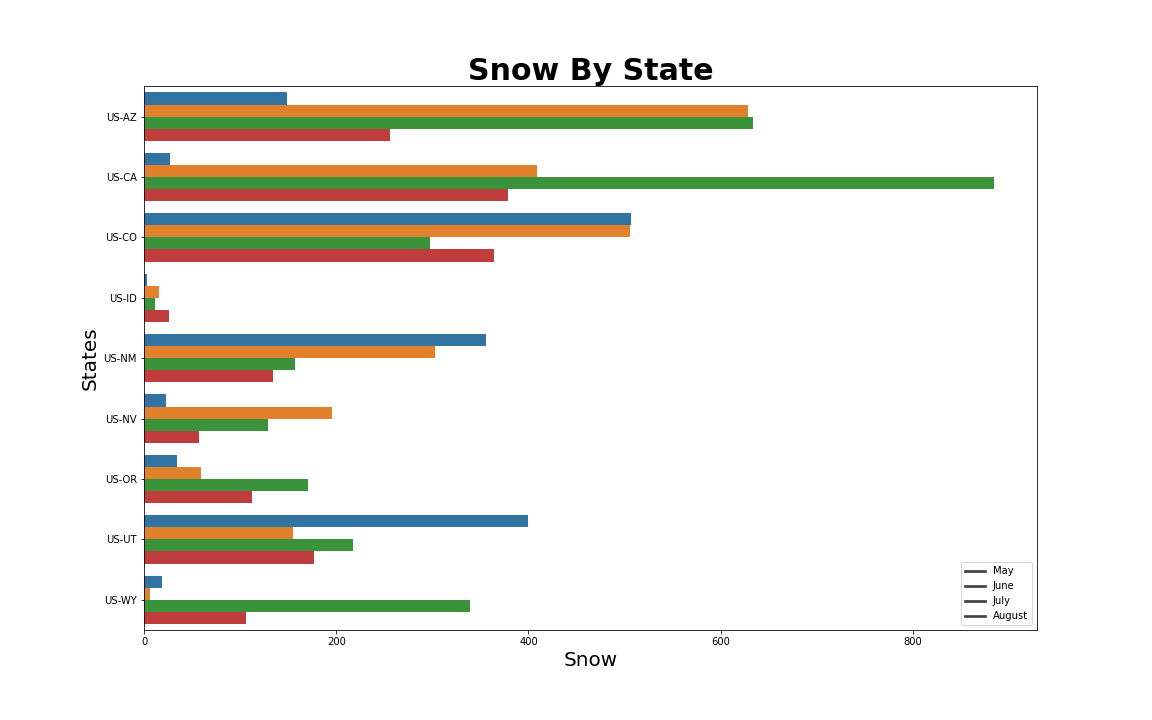 Snow By State
States
US-AZ
US-CA
US-CO
US-ID
US-NM
US-NV
US-OR
US-UT
US-WY
May
June
July
August
0 200 400 600 800
Snow